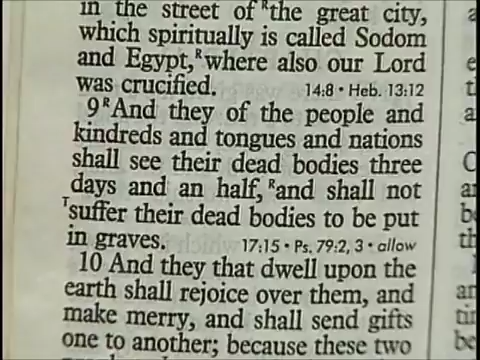 in the street of ᴿthe great city,
which spiritually is called Sodom
and Egypt,ᴿwhere also our Lord
was crucified. 14:8 • Heb. 13:12
9ᴿAnd they of the people and
kindreds and tongues and nations
shall see their dead bodies three
days and an half,ᴿand shall not
ᵀsuffer their dead bodies to be put
in graves. 17:15 • Ps. 79:2, 3 • allow
10 And they that dwell upon the
earth shall rejoice over them, and
make merry, and shall send gifts
one to another; because these two